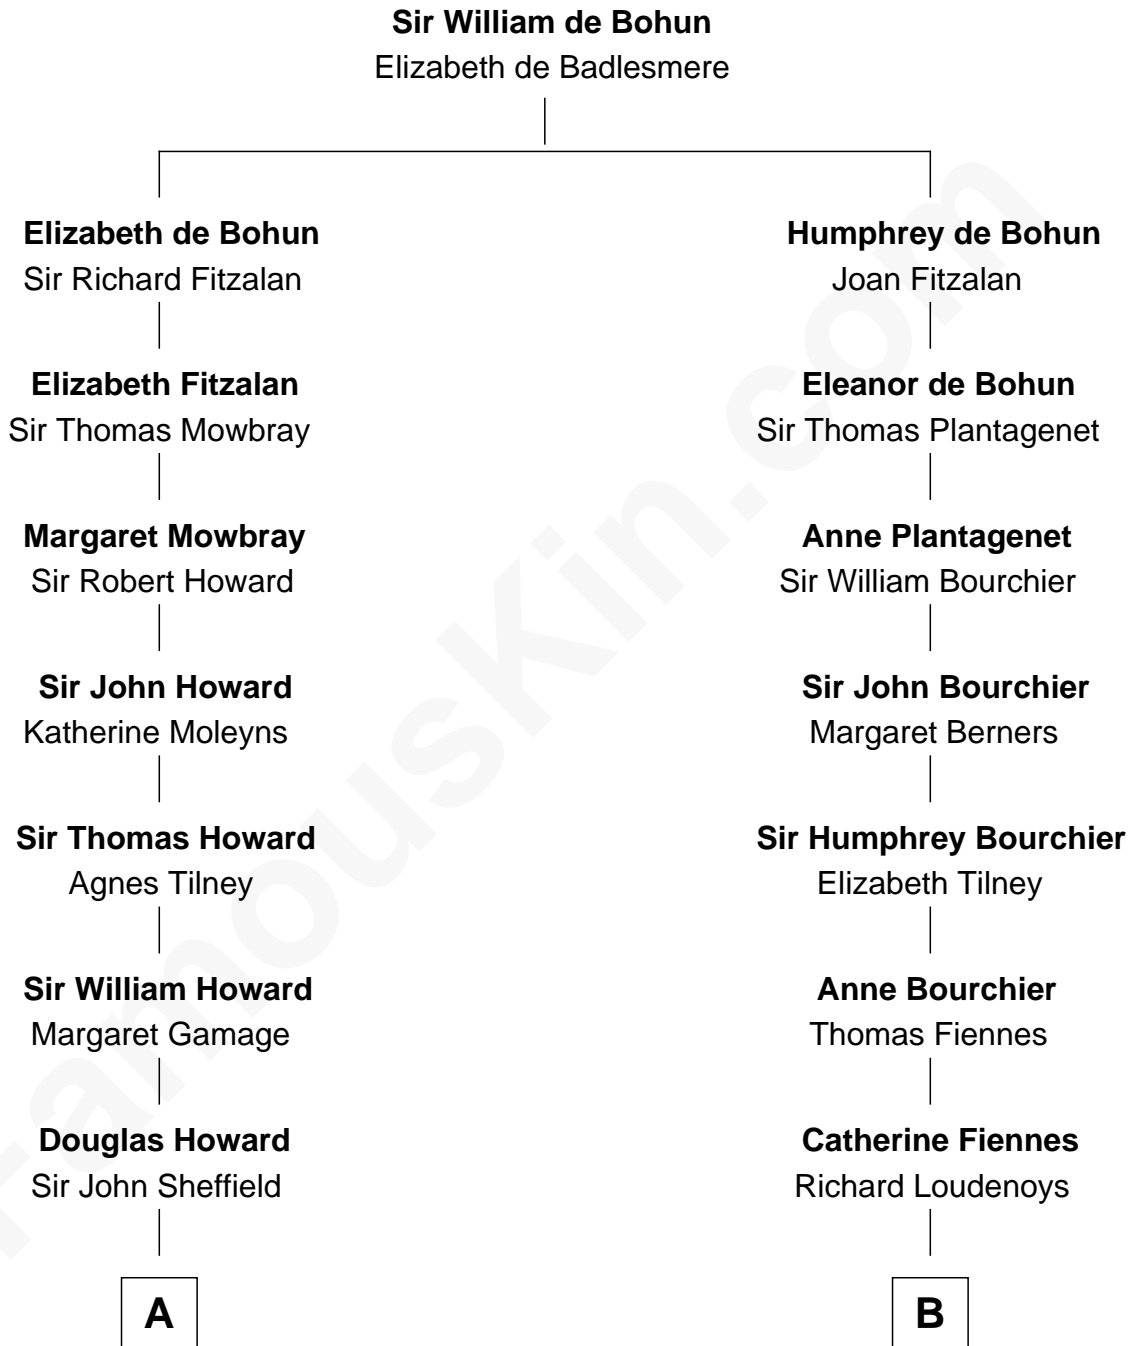 Sir William de Bohun
Elizabeth de Badlesmere
Elizabeth de Bohun
Sir Richard Fitzalan
Humphrey de Bohun
Joan Fitzalan
Elizabeth Fitzalan
Sir Thomas Mowbray
Eleanor de Bohun
Sir Thomas Plantagenet
Margaret Mowbray
Sir Robert Howard
Anne Plantagenet
Sir William Bourchier
Sir John Howard
Katherine Moleyns
Sir John Bourchier
Margaret Berners
Sir Thomas Howard
Agnes Tilney
Sir Humphrey Bourchier
Elizabeth Tilney
Sir William Howard
Margaret Gamage
Anne Bourchier
Thomas Fiennes
Douglas Howard
Sir John Sheffield
Catherine Fiennes
Richard Loudenoys
A
B
FamousKin.com